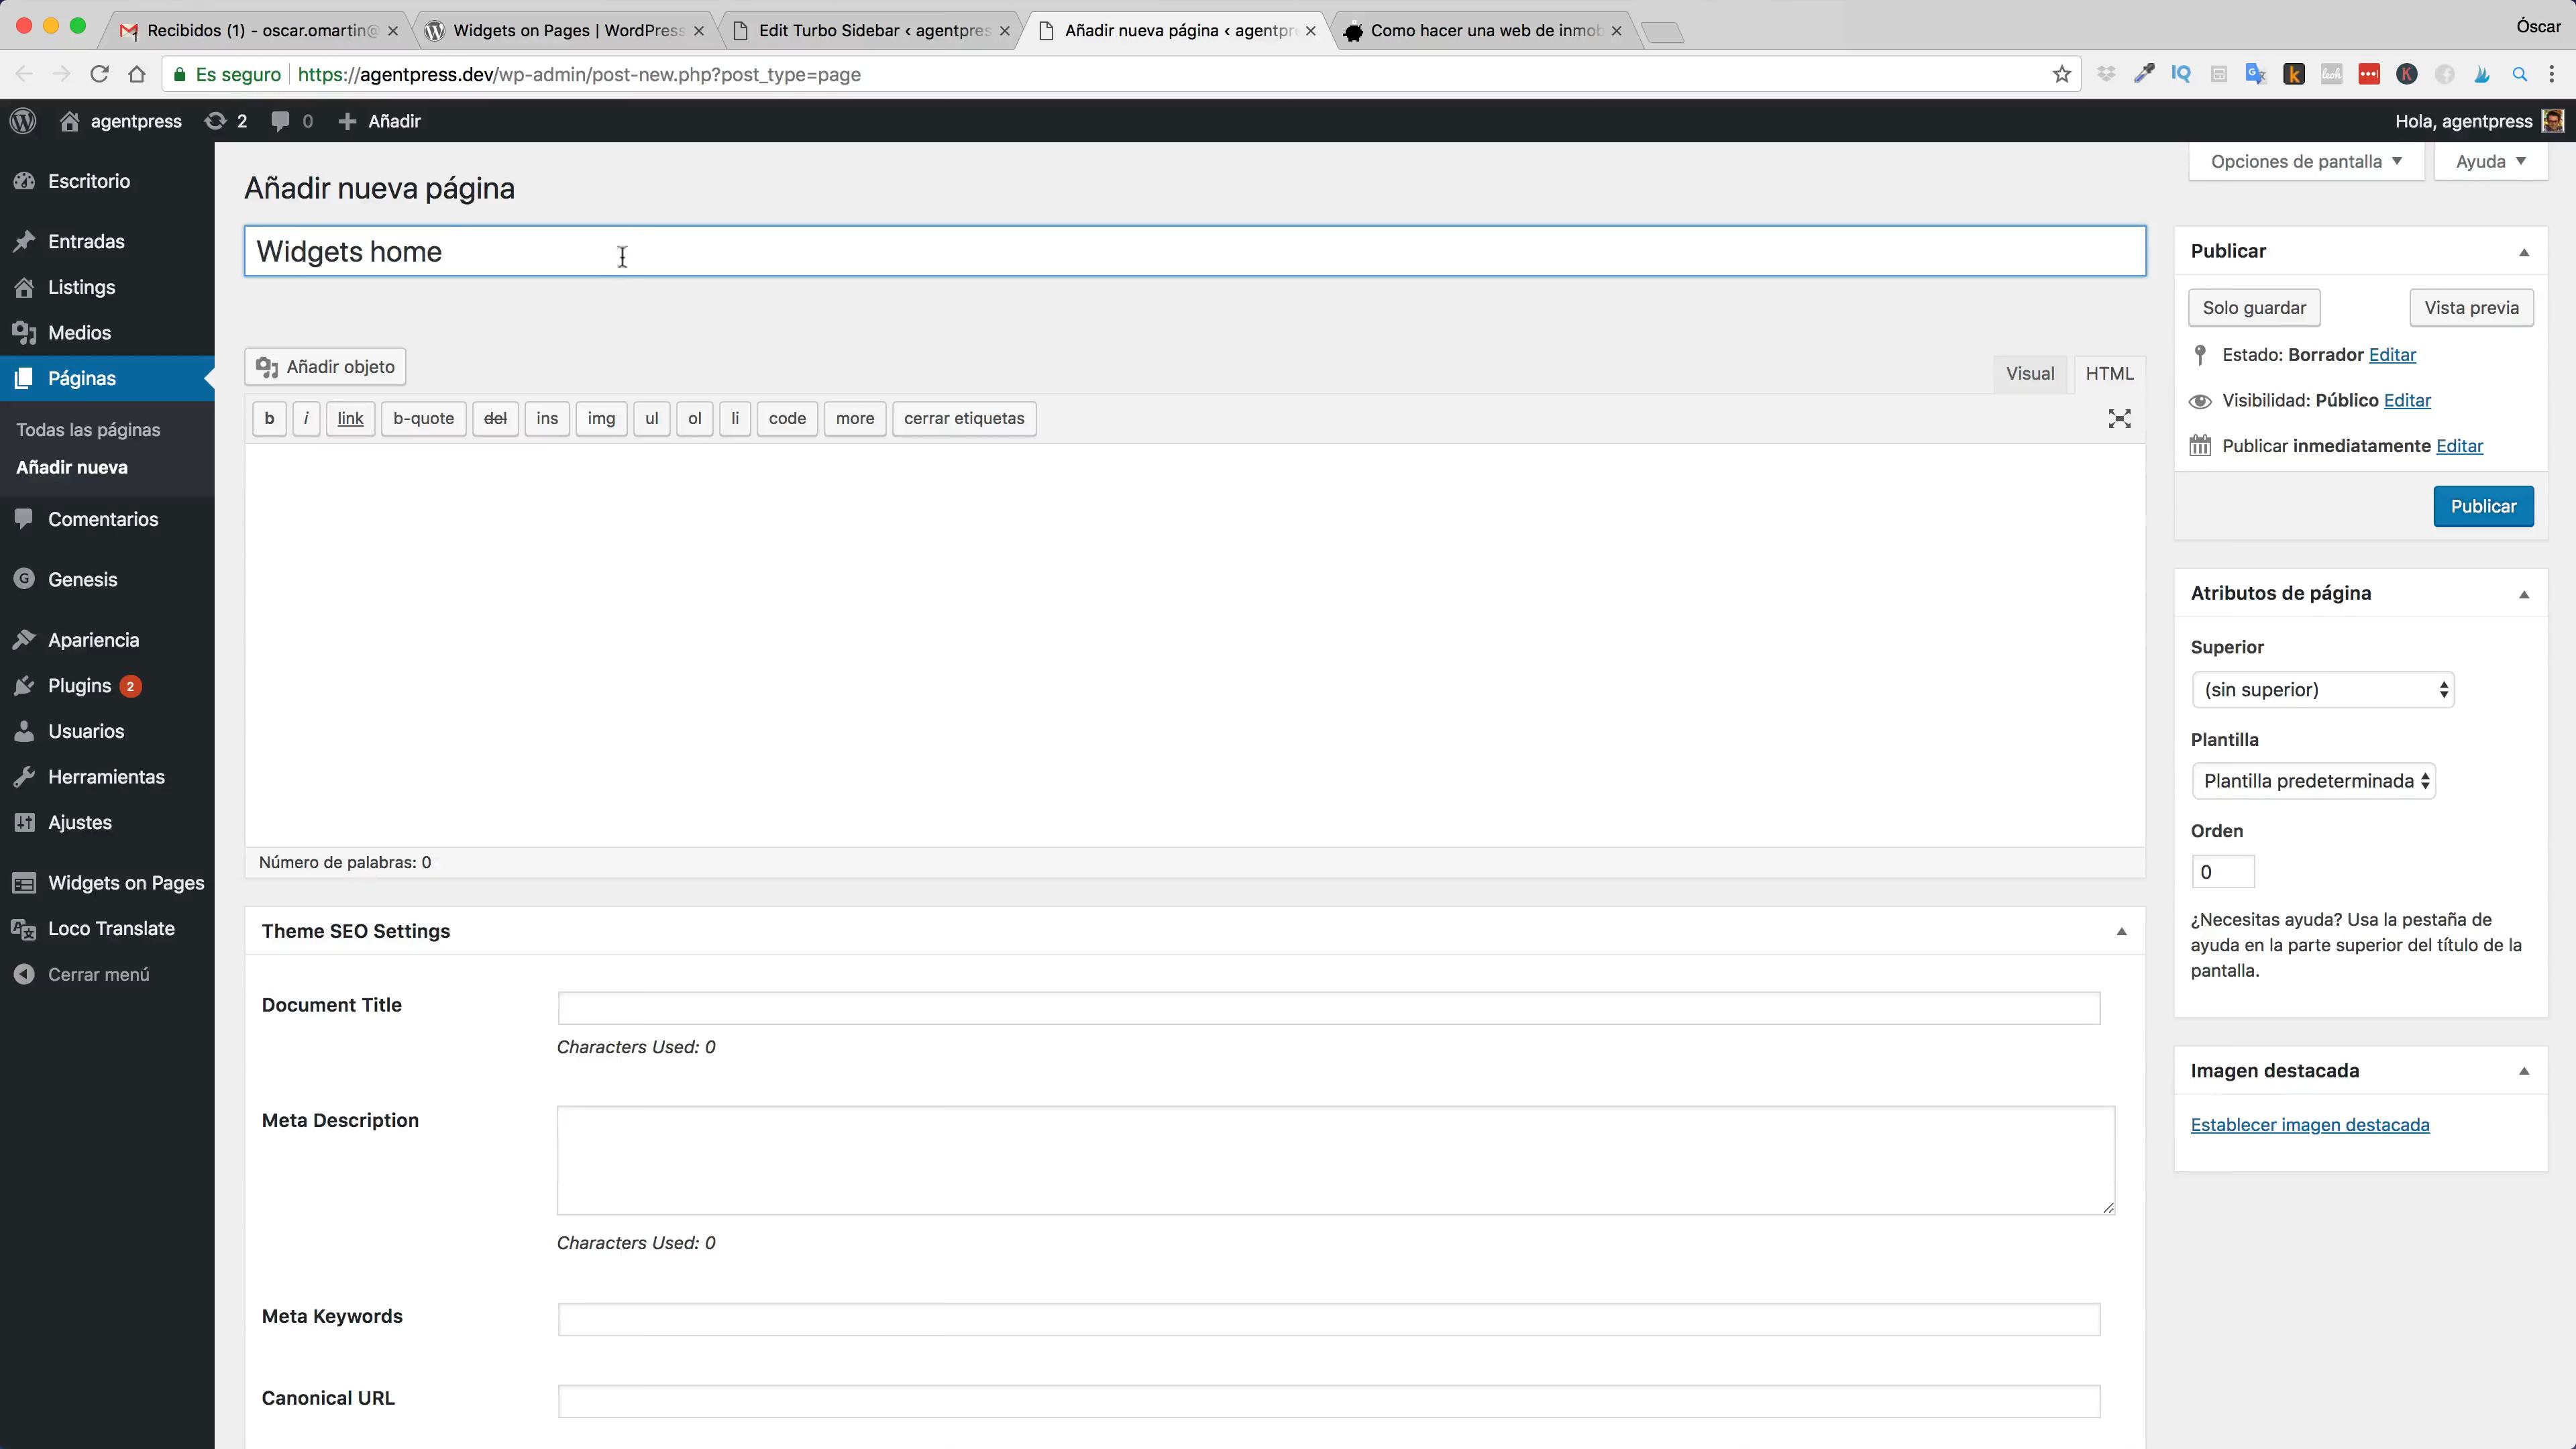 Recibidos (1) - oscar.omartin@
Widgets on Pages | WordPress
Edit Turbo Sidebar ‹ agentpres
Añadir nueva página ‹ agentpr
Como hacer una web de inmob
Óscar
Es seguro
https://agentpress.dev/wp-admin/post-new.php?post_type=page
agentpress
2
0
Añadir
Hola, agentpress
Opciones de pantalla
Ayuda
Escritorio
Entradas
Listings
Medios
Páginas
Todas las páginas
Añadir nueva
Comentarios
Genesis
Apariencia
Plugins 2
Usuarios
Herramientas
Ajustes
Widgets on Pages
Loco Translate
Cerrar menú
Añadir nueva página
Widgets home
Añadir objeto
Visual
HTML
b
i
link
b-quote
del
ins
img
ul
ol
li
code
more
cerrar etiquetas
Número de palabras: 0
Theme SEO Settings
Document Title
Characters Used: 0
Meta Description
Characters Used: 0
Meta Keywords
Canonical URL
Publicar
Solo guardar
Vista previa
Estado: Borrador Editar
Visibilidad: Público Editar
Publicar inmediatamente Editar
Publicar
Atributos de página
Superior
(sin superior)
Plantilla
Plantilla predeterminada
Orden
0
¿Necesitas ayuda? Usa la pestaña de
ayuda en la parte superior del título de la
pantalla.
Imagen destacada
Establecer imagen destacada